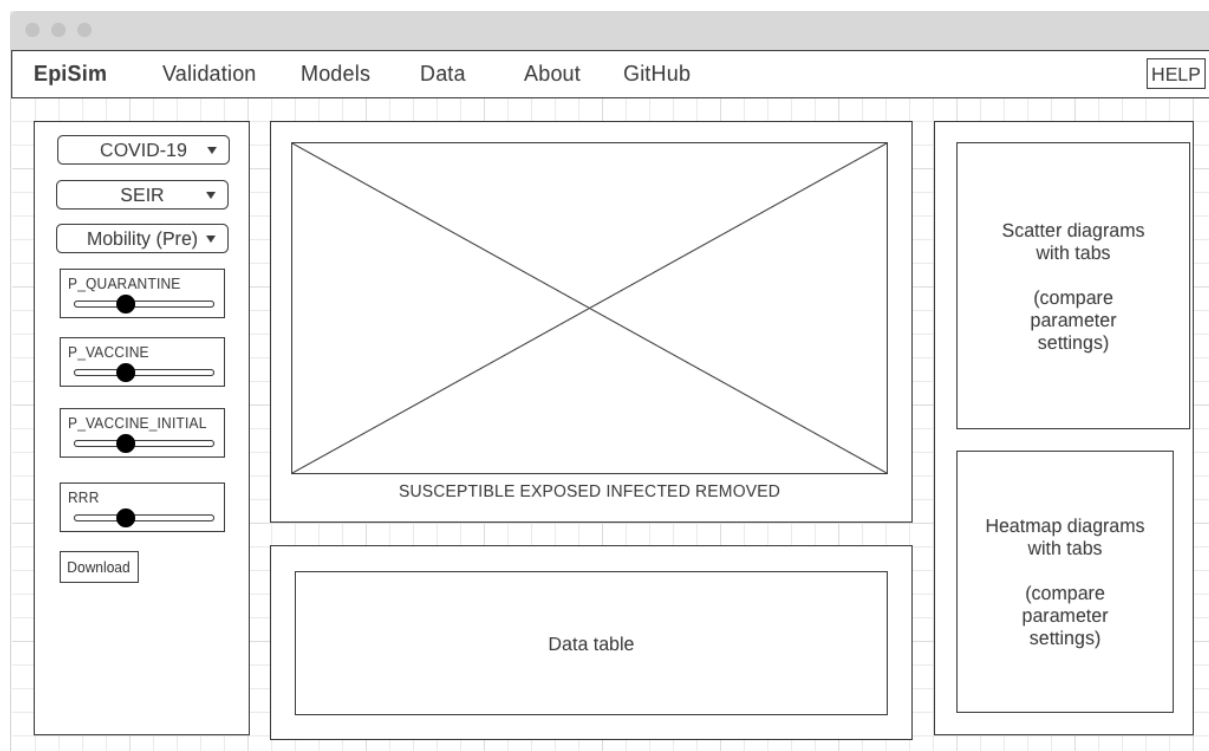 EpiSim Validation Models Data About GitHub HELP
COVID-19
SEIR
Mobility (Pre)
P_QUARANTINE
P_VACCINE
P_VACCINE_INITIAL
RRR
Download
SUSCEPTIBLE EXPOSED INFECTED REMOVED
Data table
Scatter diagrams
with tabs
(compare
parameter
settings)
Heatmap diagrams
with tabs
(compare
parameter
settings)